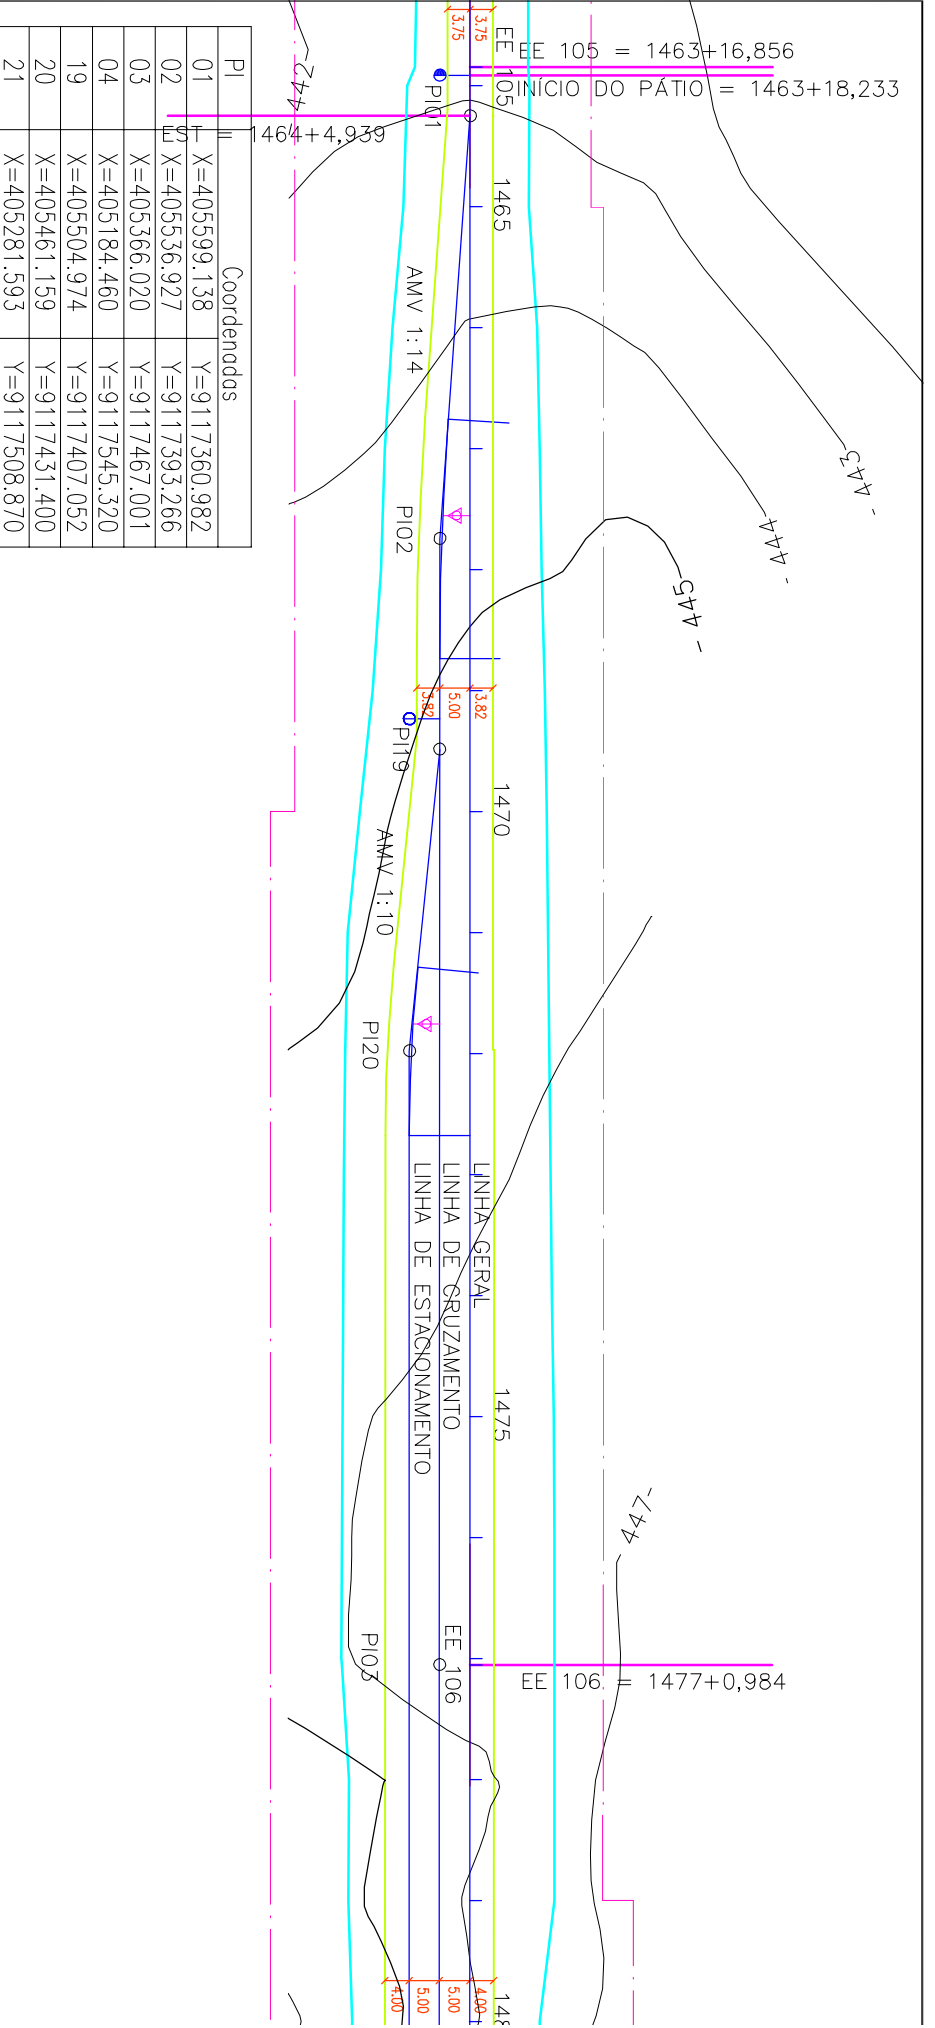 3.75
3.75
EE 105
EE 105 = 1463+16,856
INÍCIO DO PÁTIO = 1463+18,233
PI01
EST = 1464+4,939
-442-
1465
AMV 1:14
- 443 -
- 444 -
- 445 -
PI02
3.82
5.00
3.82
PI19
1470
AMV 1:10
PI20
LINHA GERAL
LINHA DE CRUZAMENTO
LINHA DE ESTACIONAMENTO
1475
447-
PI03
EE 106
EE 106 = 1477+0,984
4.00
5.00
5.00
4.00
PI Coordenadas
01 X=405599.138 Y=9117360.982
02 X=405536.927 Y=9117393.266
03 X=405366.020 Y=9117467.001
04 X=405184.460 Y=9117545.320
19 X=405504.974 Y=9117407.052
20 X=405461.159 Y=9117431.400
21 X=405281.593 Y=9117508.870